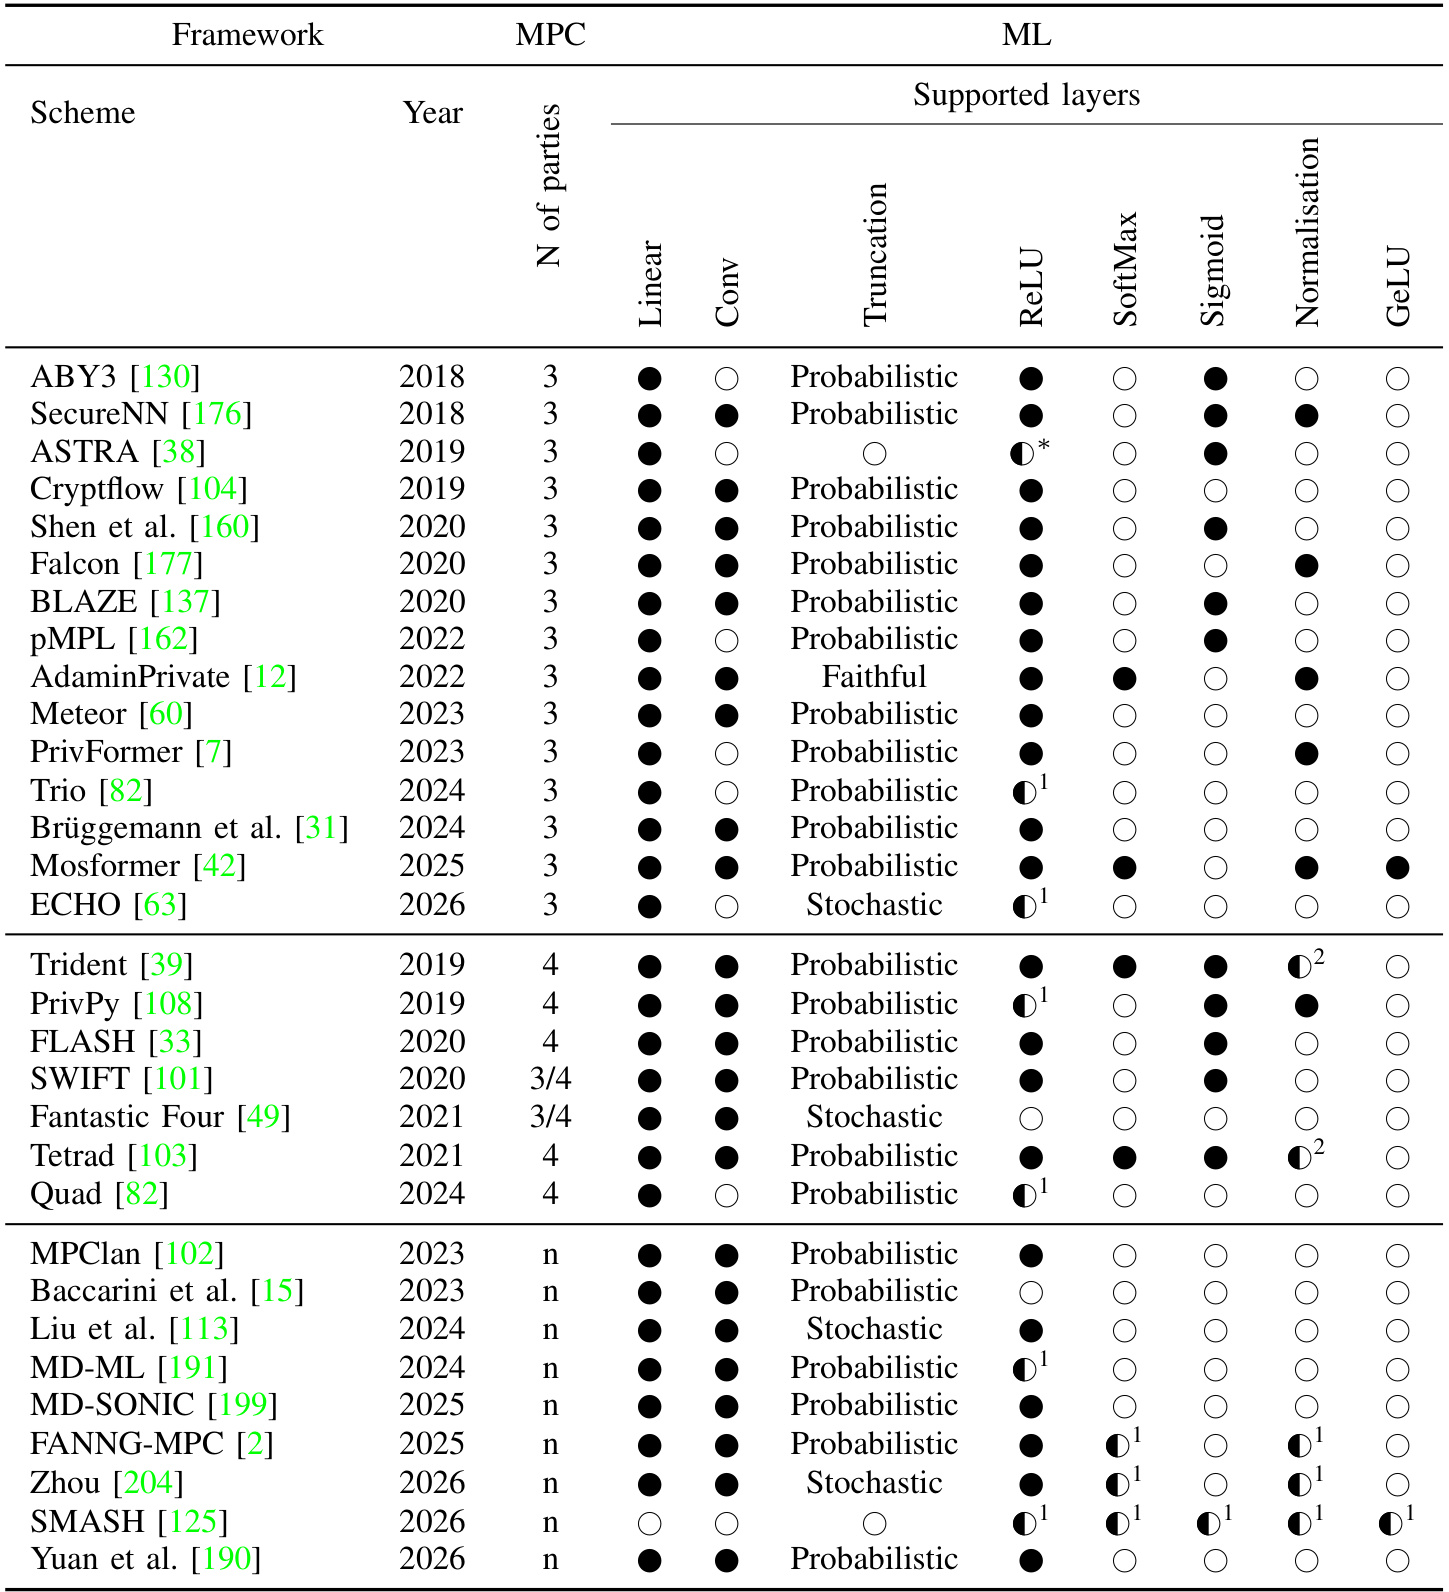 Framework MPC ML
Supported layers
Scheme Year N of parties Linear Conv Truncation ReLU SoftMax Sigmoid Normalisation GeLU
ABY3 [130] 2018 3 ● ○ Probabilistic ● ○ ● ○ ○
SecureNN [176] 2018 3 ● ● Probabilistic ● ○ ● ● ○
ASTRA [38] 2019 3 ● ○ ○ ◐* ○ ● ○ ○
Cryptflow [104] 2019 3 ● ● Probabilistic ● ○ ○ ○ ○
Shen et al. [160] 2020 3 ● ● Probabilistic ● ○ ● ○ ○
Falcon [177] 2020 3 ● ● Probabilistic ● ○ ○ ● ○
BLAZE [137] 2020 3 ● ● Probabilistic ● ○ ● ○ ○
pMPL [162] 2022 3 ● ○ Probabilistic ● ○ ● ○ ○
AdaminPrivate [12] 2022 3 ● ● Faithful ● ● ○ ● ○
Meteor [60] 2023 3 ● ● Probabilistic ● ○ ○ ○ ○
PrivFormer [7] 2023 3 ● ○ Probabilistic ● ○ ○ ● ○
Trio [82] 2024 3 ● ○ Probabilistic ◐1 ○ ○ ○ ○
Brüggemann et al. [31] 2024 3 ● ● Probabilistic ● ○ ○ ○ ○
Mosformer [42] 2025 3 ● ● Probabilistic ● ● ○ ● ●
ECHO [63] 2026 3 ● ○ Stochastic ◐1 ○ ○ ○ ○
Trident [39] 2019 4 ● ● Probabilistic ● ● ● ◐2 ○
PrivPy [108] 2019 4 ● ● Probabilistic ◐1 ○ ● ● ○
FLASH [33] 2020 4 ● ● Probabilistic ● ○ ● ○ ○
SWIFT [101] 2020 3/4 ● ● Probabilistic ● ○ ● ○ ○
Fantastic Four [49] 2021 3/4 ● ● Stochastic ○ ○ ○ ○ ○
Tetrad [103] 2021 4 ● ● Probabilistic ● ● ● ◐2 ○
Quad [82] 2024 4 ● ○ Probabilistic ◐1 ○ ○ ○ ○
MPClan [102] 2023 n ● ● Probabilistic ● ○ ○ ○ ○
Baccarini et al. [15] 2023 n ● ● Probabilistic ○ ○ ○ ○ ○
Liu et al. [113] 2024 n ● ● Stochastic ● ○ ○ ○ ○
MD-ML [191] 2024 n ● ● Probabilistic ◐1 ○ ○ ○ ○
MD-SONIC [199] 2025 n ● ● Probabilistic ● ○ ○ ○ ○
FANNG-MPC [2] 2025 n ● ● Probabilistic ● ◐1 ○ ◐1 ○
Zhou [204] 2026 n ● ● Stochastic ● ◐1 ○ ◐1 ○
SMASH [125] 2026 n ○ ○ ○ ◐1 ◐1 ◐1 ◐1 ◐1
Yuan et al. [190] 2026 n ● ● Probabilistic ● ○ ○ ○ ○